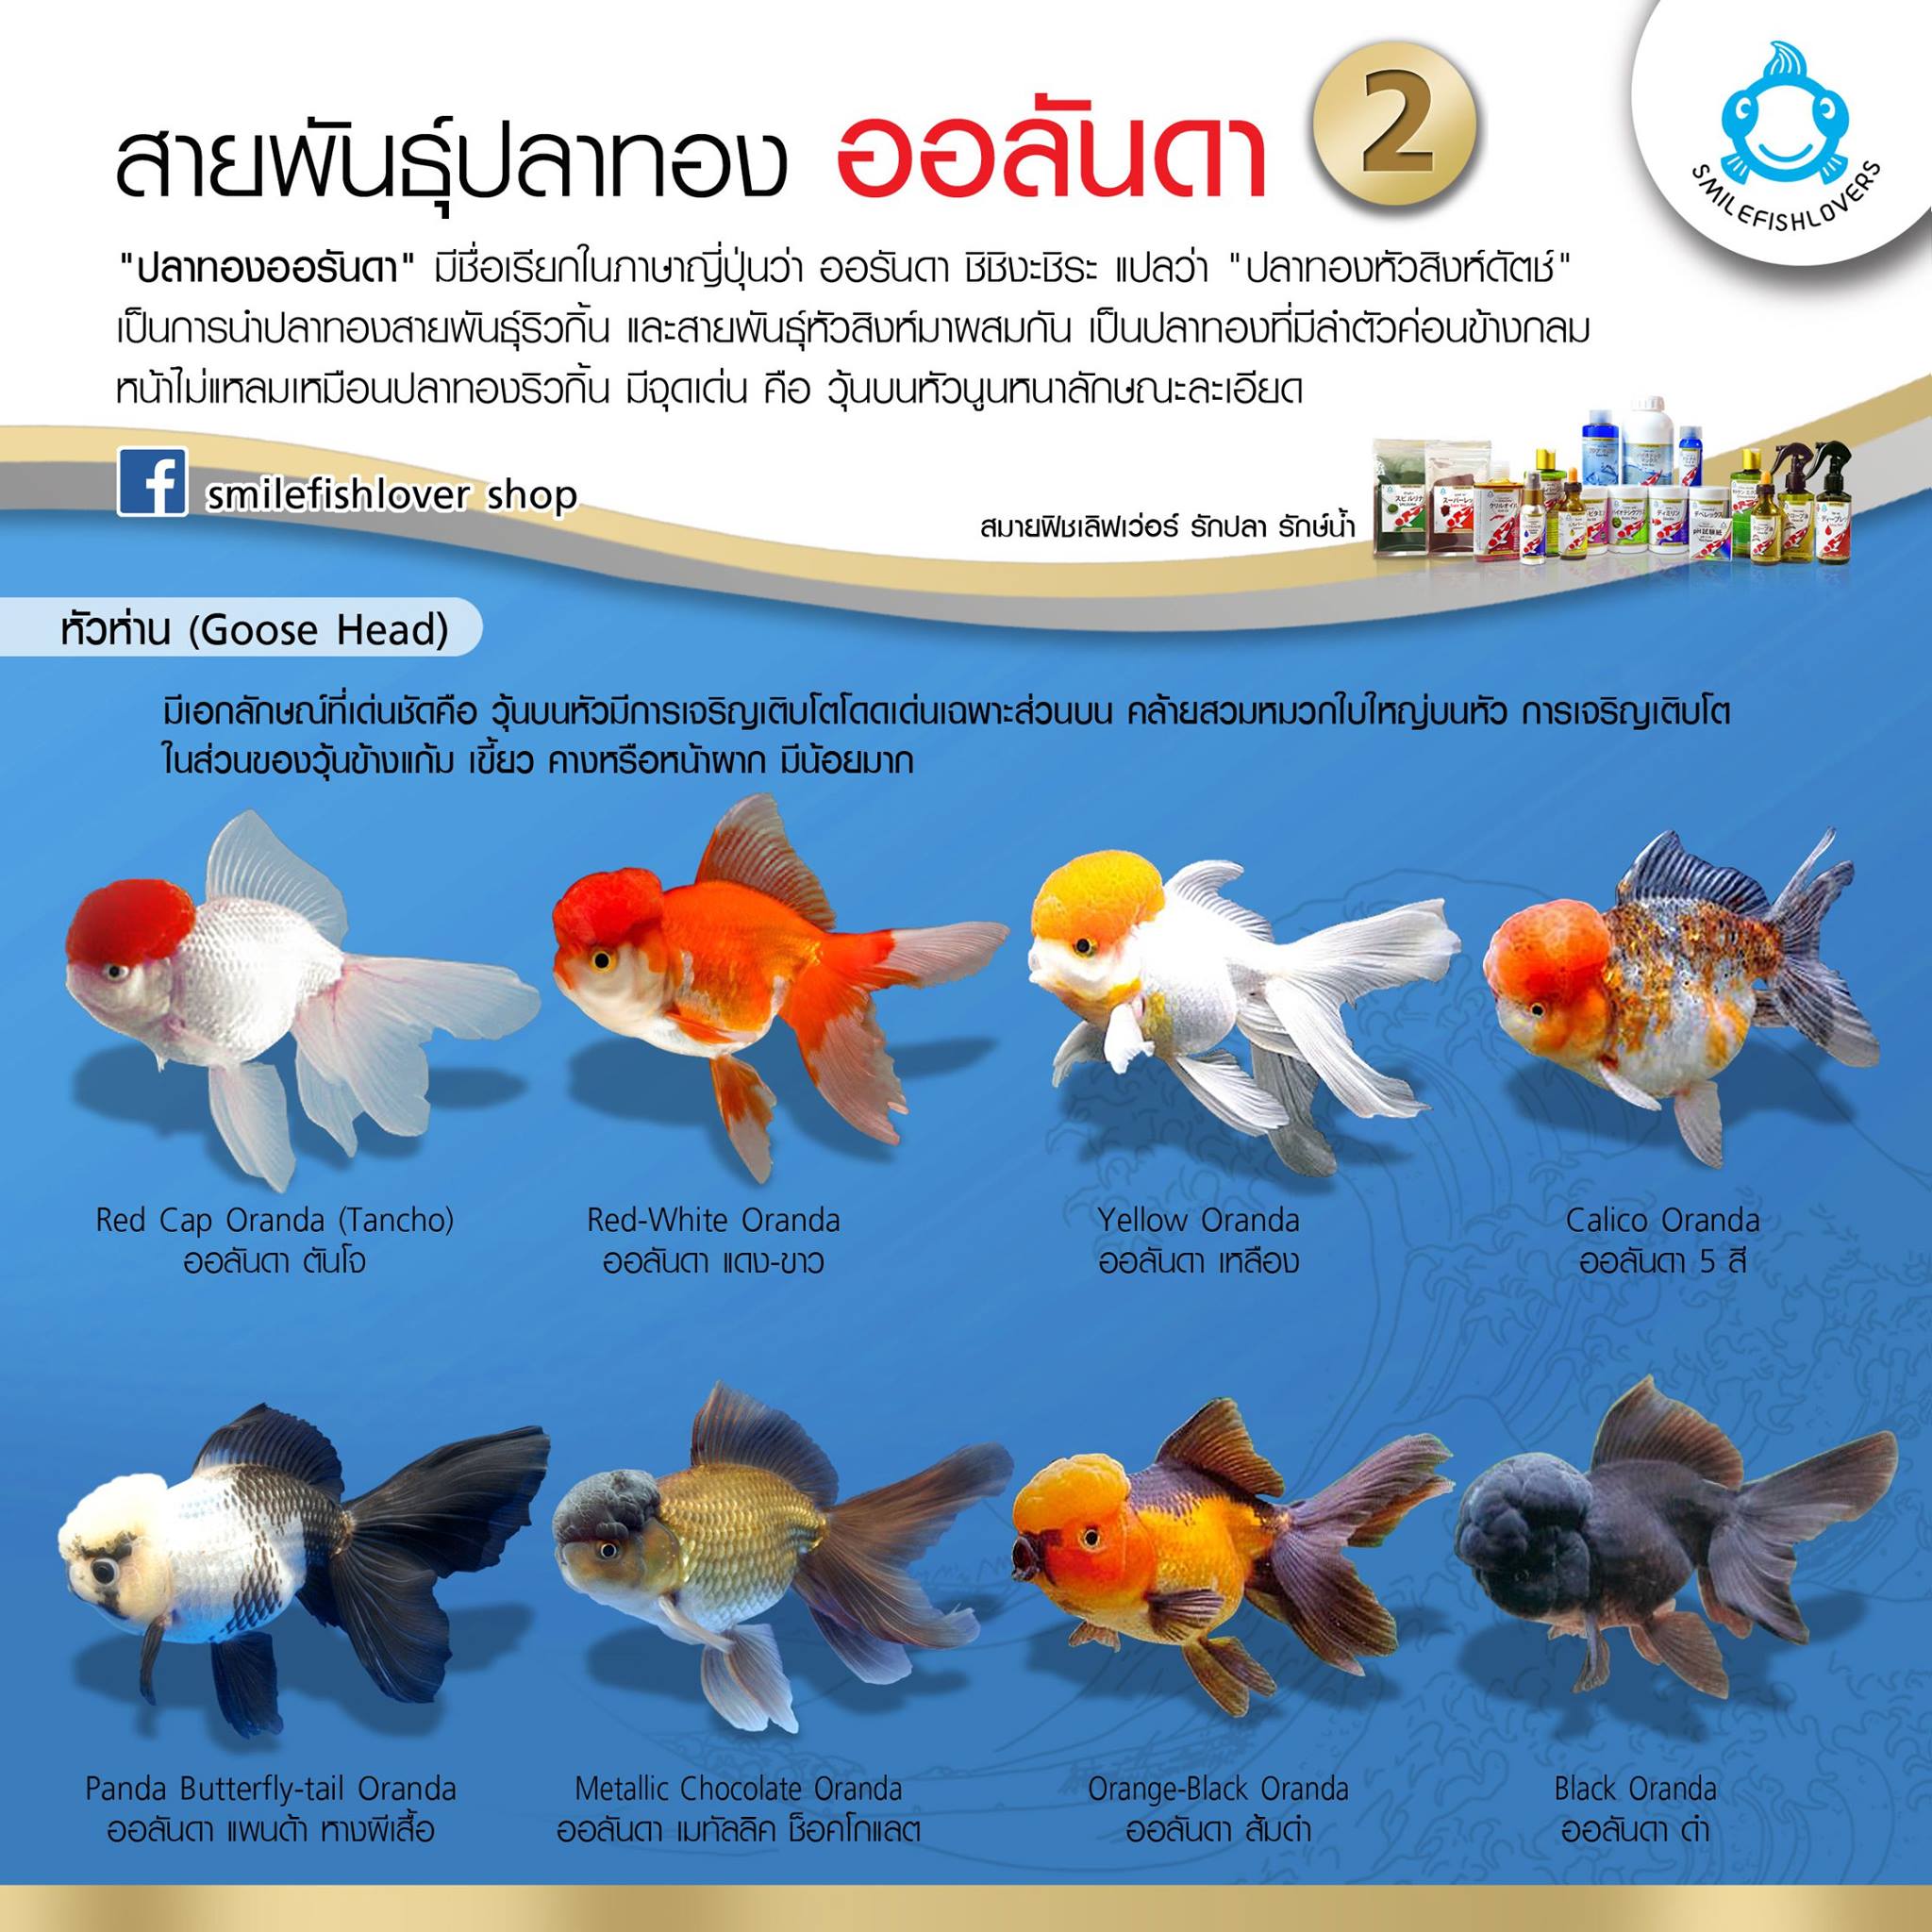 สายพันธุ์ปลาทอง ออลันดา 2
SMILEFISHLOVERS
"ปลาทองออรันดา" มีชื่อเรียกในภาษาญี่ปุ่นว่า ออรันดา ชิชิงะชิระ แปลว่า "ปลาทองหัวสิงห์ดัตช์"
เป็นการนำปลาทองสายพันธุ์ริวกิ้น และสายพันธุ์หัวสิงห์มาผสมกัน เป็นปลาทองที่มีลำตัวค่อนข้างกลม
หน้าไม่แหลมเหมือนปลาทองริวกิ้น มีจุดเด่น คือ วุ้นบนหัวนูนหนาลักษณะละเอียด
f smilefishlover shop
สมายฟิชเลิฟเว่อร์ รักปลา รักษ์น้ำ
หัวห่าน (Goose Head)
มีเอกลักษณ์ที่เด่นชัดคือ วุ้นบนหัวมีการเจริญเติบโตโดดเด่นเฉพาะส่วนบน คล้ายสวมหมวกใบใหญ่บนหัว การเจริญเติบโต
ในส่วนของวุ้นข้างแก้ม เขี้ยว คางหรือหน้าผาก มีน้อยมาก
Red Cap Oranda (Tancho)
ออลันดา ตันโจ
Red-White Oranda
ออลันดา แดง-ขาว
Yellow Oranda
ออลันดา เหลือง
Calico Oranda
ออลันดา 5 สี
Panda Butterfly-tail Oranda
ออลันดา แพนด้า หางผีเสื้อ
Metallic Chocolate Oranda
ออลันดา เมทัลลิค ช็อคโกแลต
Orange-Black Oranda
ออลันดา ส้มดำ
Black Oranda
ออลันดา ดำ